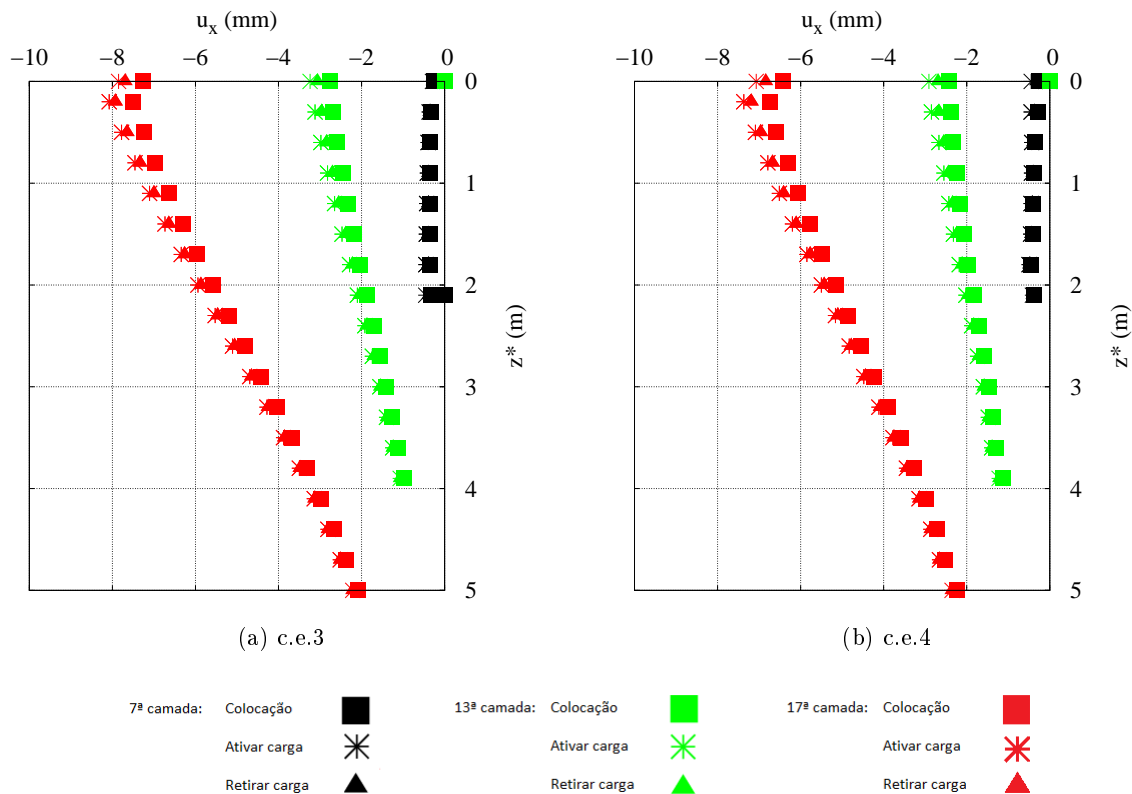 uₓ (mm)
−10 −8 −6 −4 −2 0
0
1
2
3
4
5
z* (m)
(a) c.e.3
uₓ (mm)
−10 −8 −6 −4 −2 0
0
1
2
3
4
5
z* (m)
(b) c.e.4
7ª camada: Colocação
Ativar carga
Retirar carga
13ª camada: Colocação
Ativar carga
Retirar carga
17ª camada: Colocação
Ativar carga
Retirar carga